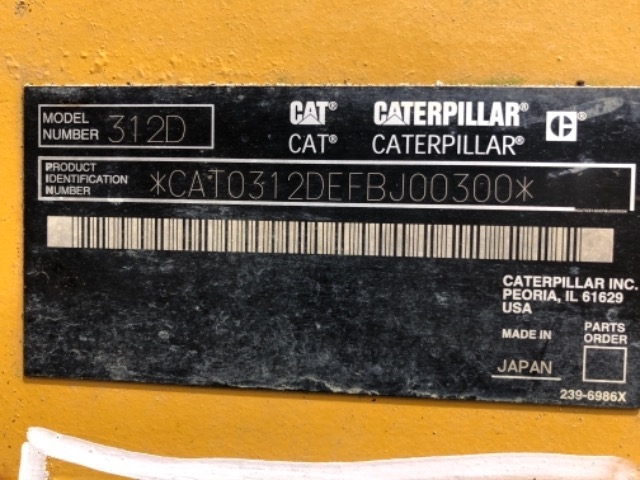 MODEL
NUMBER 312D
CAT® CATERPILLAR®
CAT® CATERPILLAR®
PRODUCT
IDENTIFICATION
NUMBER
*CAT0312DEFBJ00300*
CATERPILLAR INC.
PEORIA, IL 61629
USA
MADE IN
JAPAN
PARTS
ORDER
239-6986X